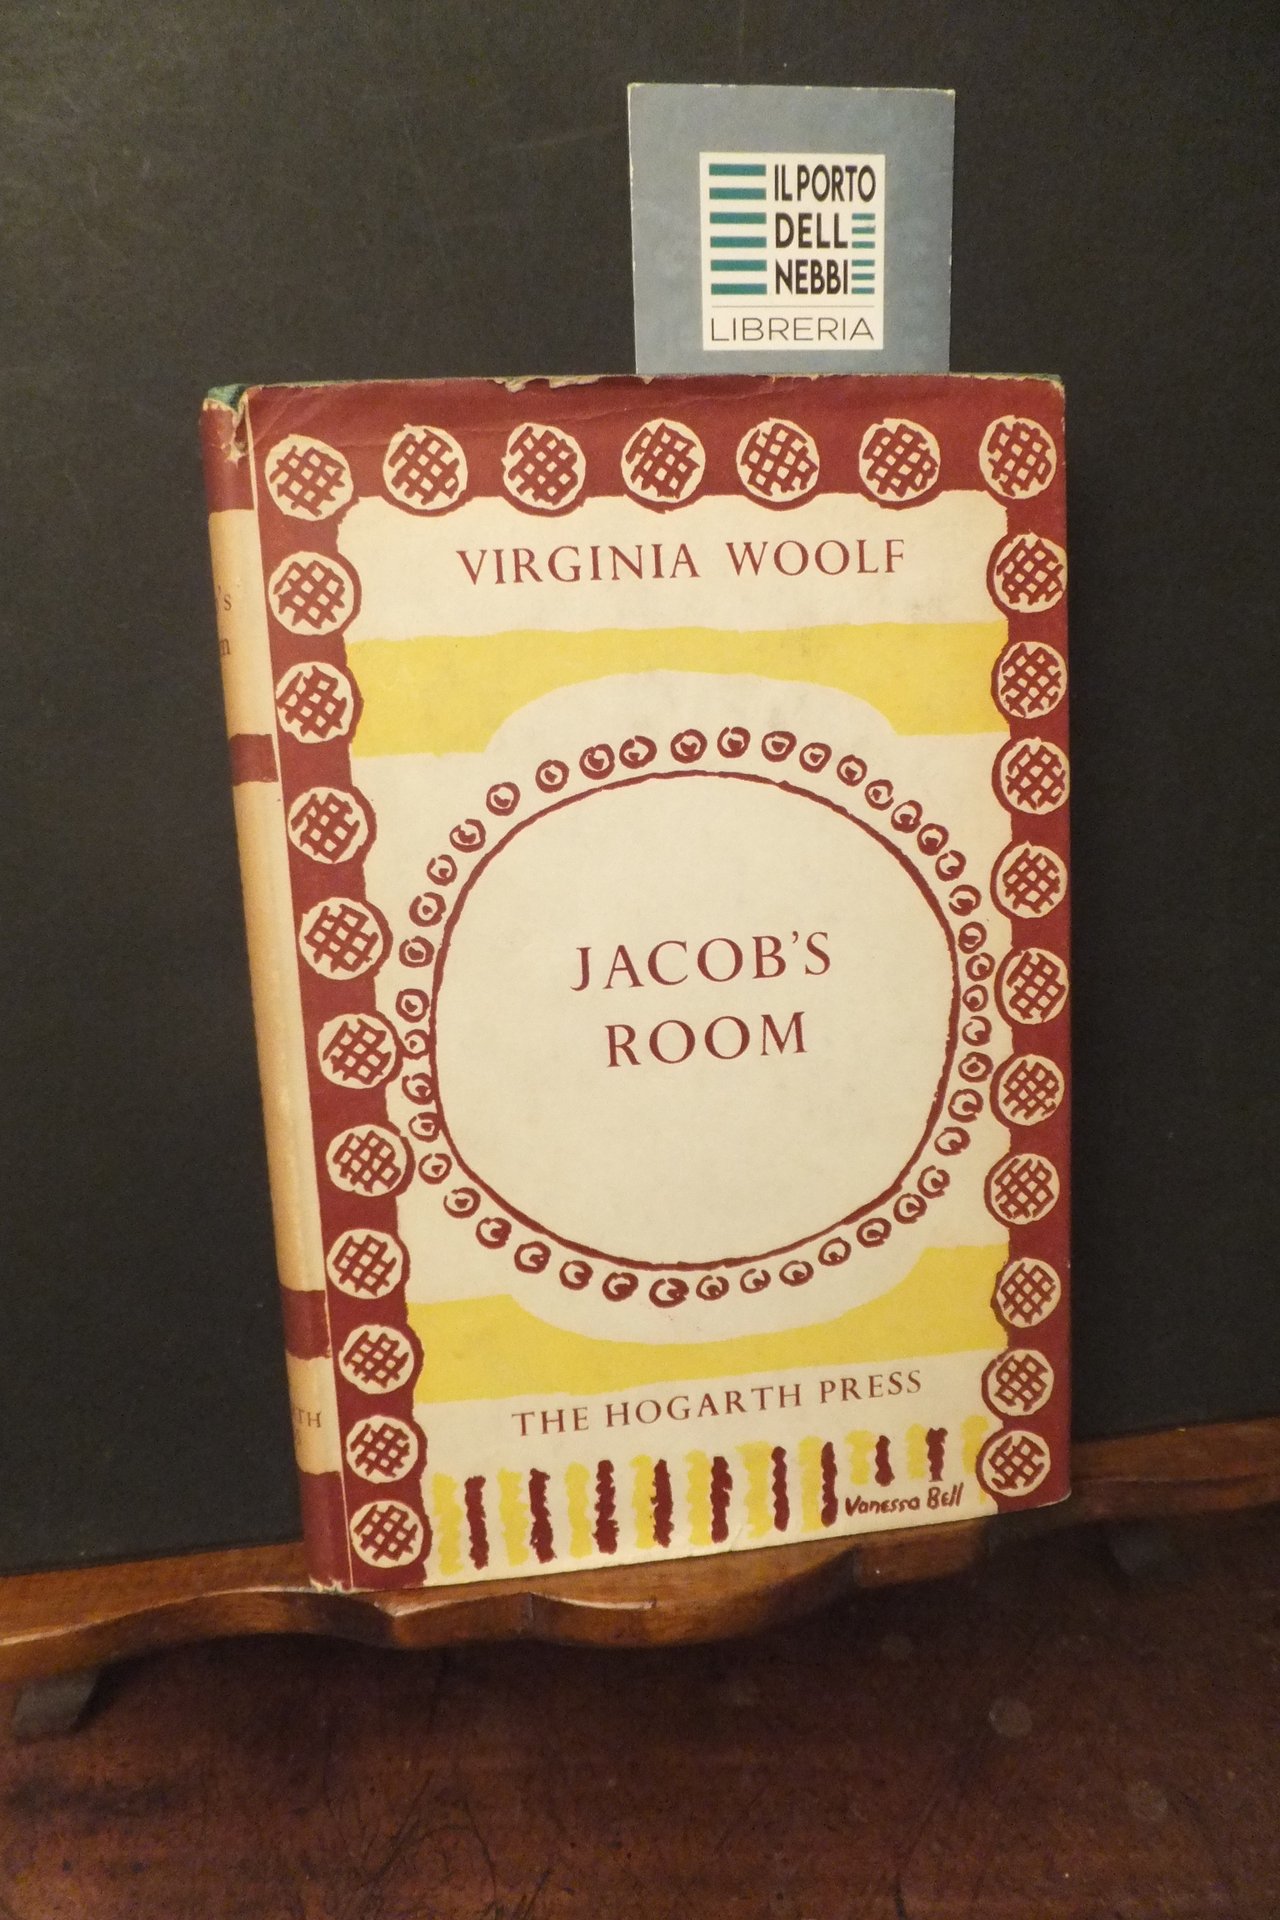 IL PORTO
DELLE
NEBBIE
LIBRERIA
VIRGINIA WOOLF
JACOB'S
ROOM
THE HOGARTH PRESS
Vanessa Bell